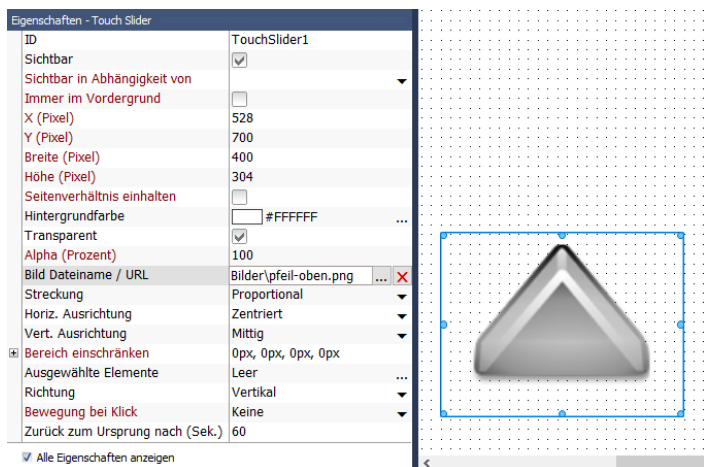 Eigenschaften - Touch Slider
ID TouchSlider1
Sichtbar
Sichtbar in Abhängigkeit von
Immer im Vordergrund
X (Pixel) 528
Y (Pixel) 700
Breite (Pixel) 400
Höhe (Pixel) 304
Seitenverhältnis einhalten
Hintergrundfarbe #FFFFFF ...
Transparent
Alpha (Prozent) 100
Bild Dateiname / URL Bilder\pfeil-oben.png ...
Streckung Proportional
Horiz. Ausrichtung Zentriert
Vert. Ausrichtung Mittig
Bereich einschränken 0px, 0px, 0px, 0px
Ausgewählte Elemente Leer ...
Richtung Vertikal
Bewegung bei Klick Keine
Zurück zum Ursprung nach (Sek.) 60
Alle Eigenschaften anzeigen